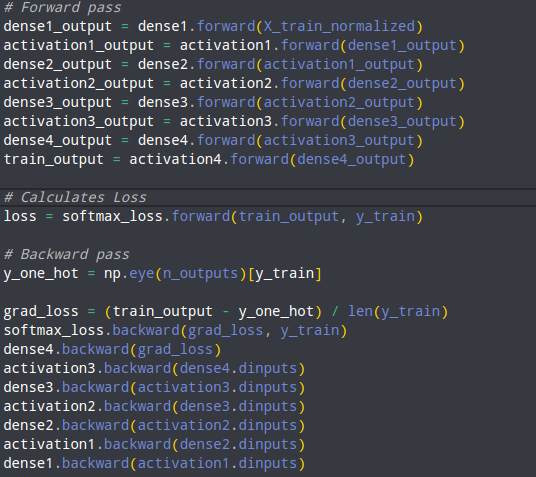 # Forward pass
dense1_output = dense1.forward(X_train_normalized)
activation1_output = activation1.forward(dense1_output)
dense2_output = dense2.forward(activation1_output)
activation2_output = activation2.forward(dense2_output)
dense3_output = dense3.forward(activation2_output)
activation3_output = activation3.forward(dense3_output)
dense4_output = dense4.forward(activation3_output)
train_output = activation4.forward(dense4_output)
# Calculates Loss
loss = softmax_loss.forward(train_output, y_train)
# Backward pass
y_one_hot = np.eye(n_outputs)[y_train]
grad_loss = (train_output - y_one_hot) / len(y_train)
softmax_loss.backward(grad_loss, y_train)
dense4.backward(grad_loss)
activation3.backward(dense4.dinputs)
dense3.backward(activation3.dinputs)
activation2.backward(dense3.dinputs)
dense2.backward(activation2.dinputs)
activation1.backward(dense2.dinputs)
dense1.backward(activation1.dinputs)